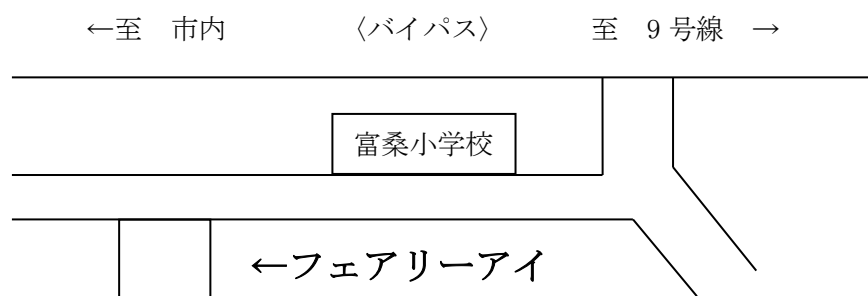 ←至　市内　〈バイパス〉　至　９号線　→
富桑小学校
←フェアリーアイ